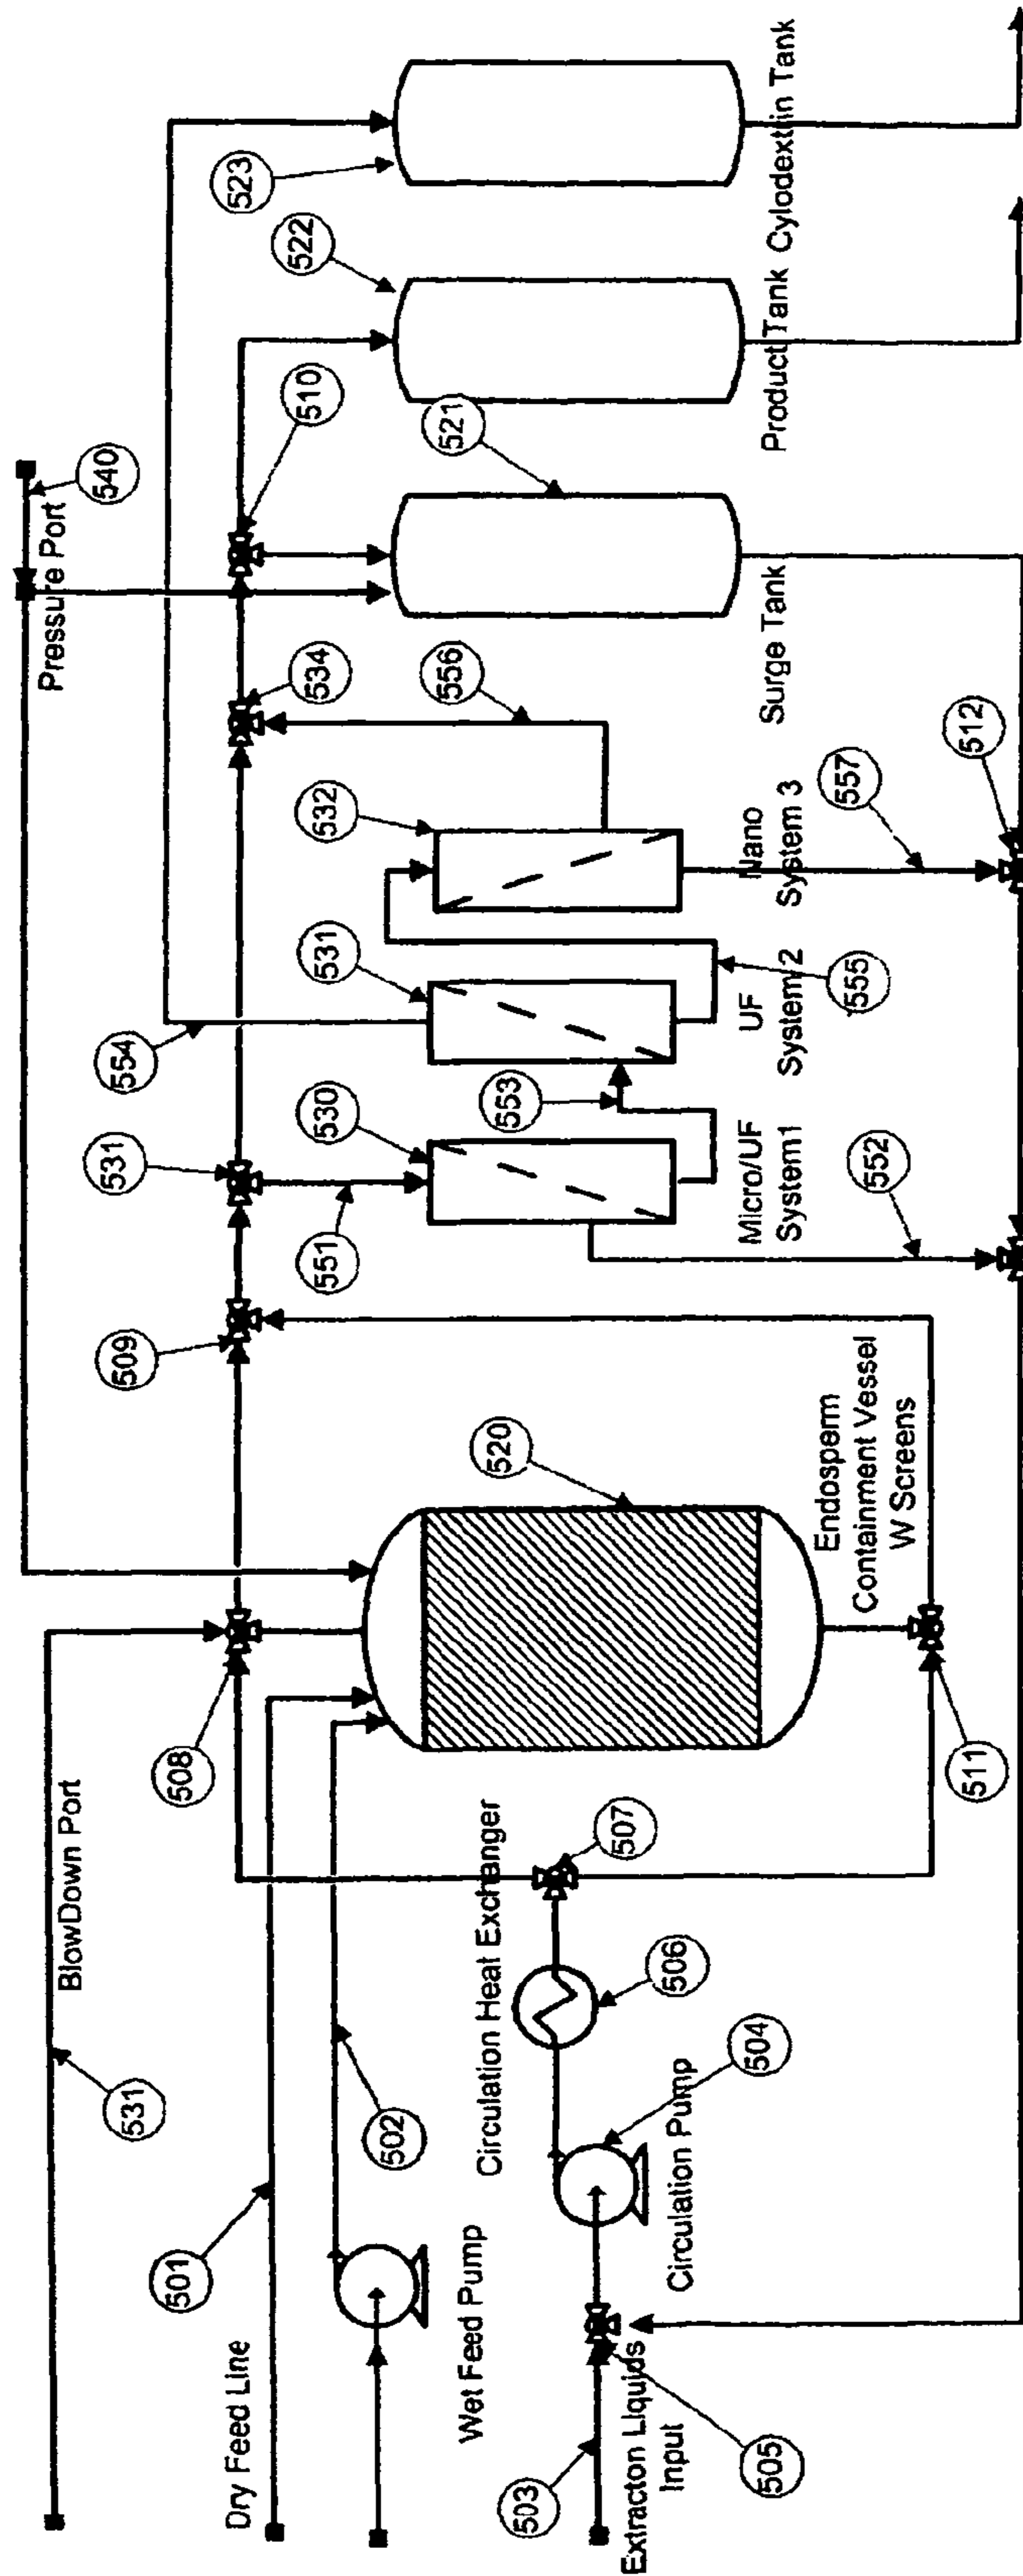 BlowDown Port
531
Dry Feed Line
501
502
Wet Feed Pump
503
Extracton Liquids
Input
505
Circulation Pump
504
Circulation Heat Exchanger
506
507
508
511
520
Endosperm
Containment Vessel
W Screens
509
531
551
530
Micro/UF
System1
552
553
554
531
UF
System 2
555
532
Nano
System 3
557
512
556
534
Pressure Port
540
510
521
Surge Tank
522
Product Tank
523
Cylodextrin Tank